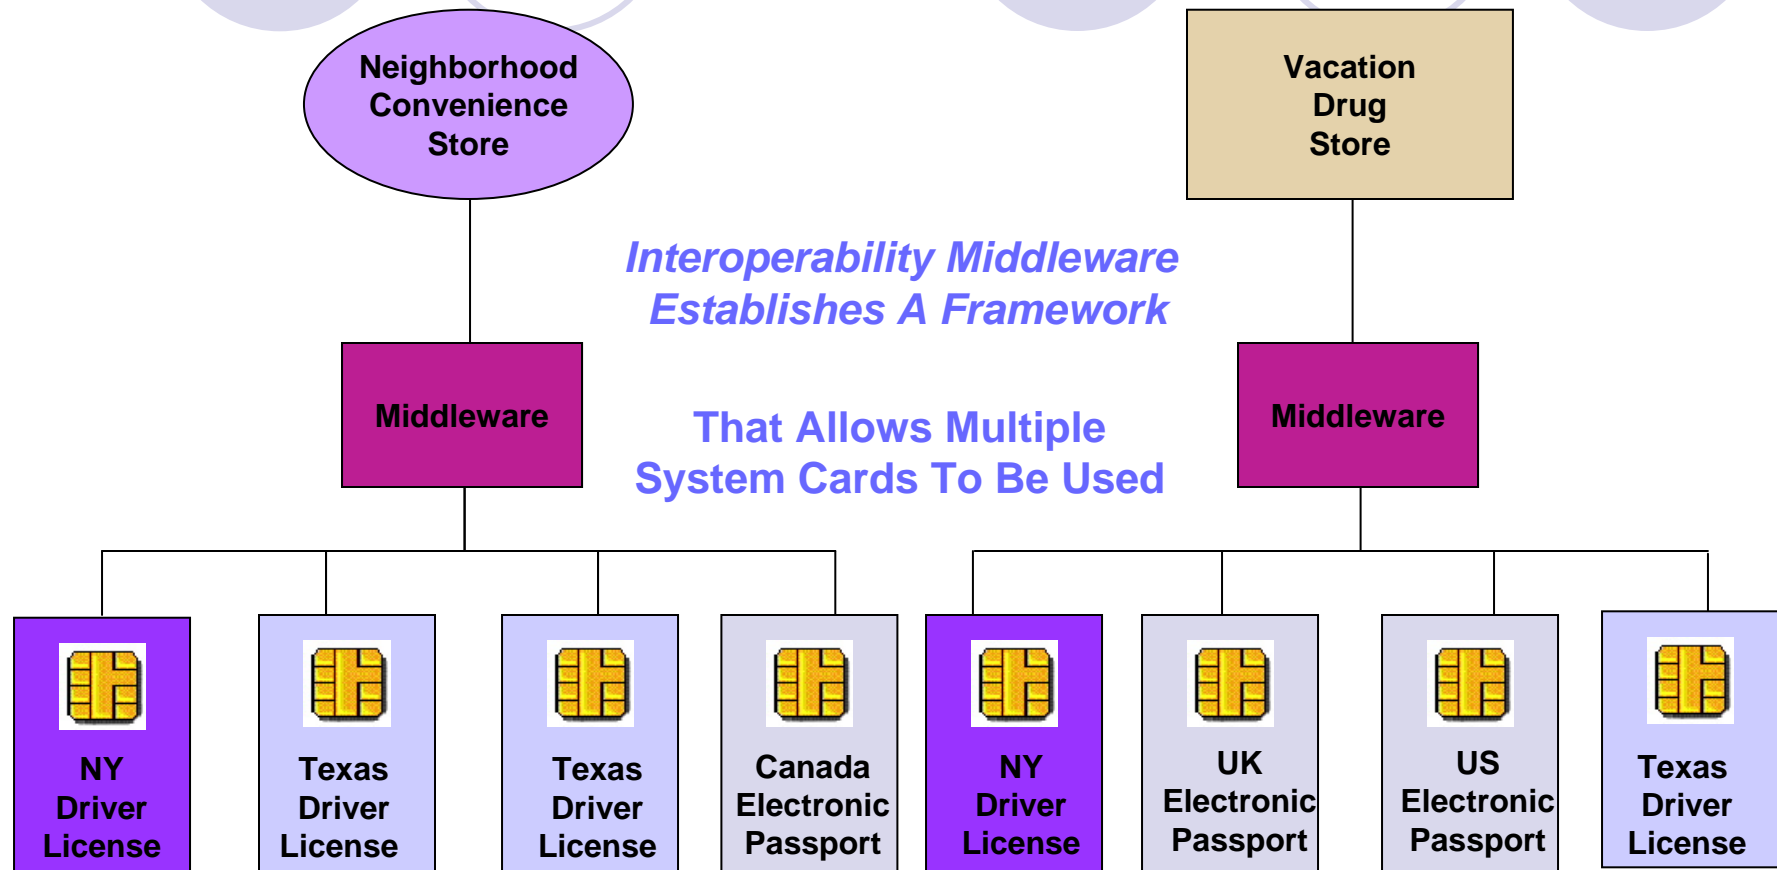 Neighborhood
Convenience
Store
Vacation
Drug
Store
Interoperability Middleware
Establishes A Framework
Middleware
That Allows Multiple
System Cards To Be Used
Middleware
NY
Driver
License
Texas
Driver
License
Texas
Driver
License
Canada
Electronic
Passport
NY
Driver
License
UK
Electronic
Passport
US
Electronic
Passport
Texas
Driver
License